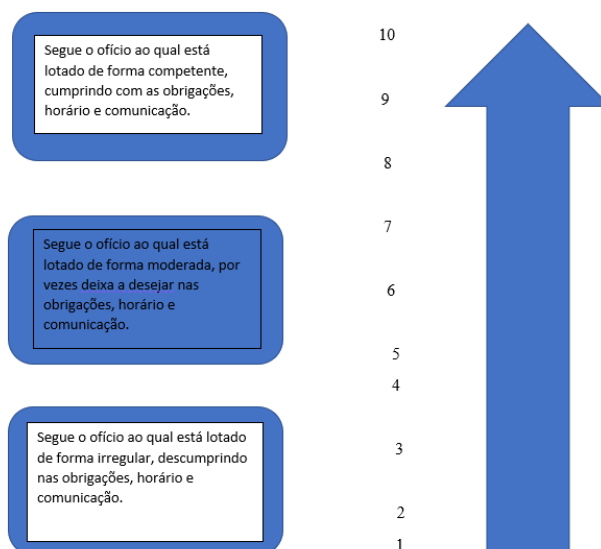 Segue o ofício ao qual está
lotado de forma competente,
cumprindo com as obrigações,
horário e comunicação.
10
9
8
Segue o ofício ao qual está
lotado de forma moderada, por
vezes deixa a desejar nas
obrigações, horário e
comunicação.
7
6
5
4
Segue o ofício ao qual está lotado
de forma irregular, descumprindo
nas obrigações, horário e
comunicação.
3
2
1